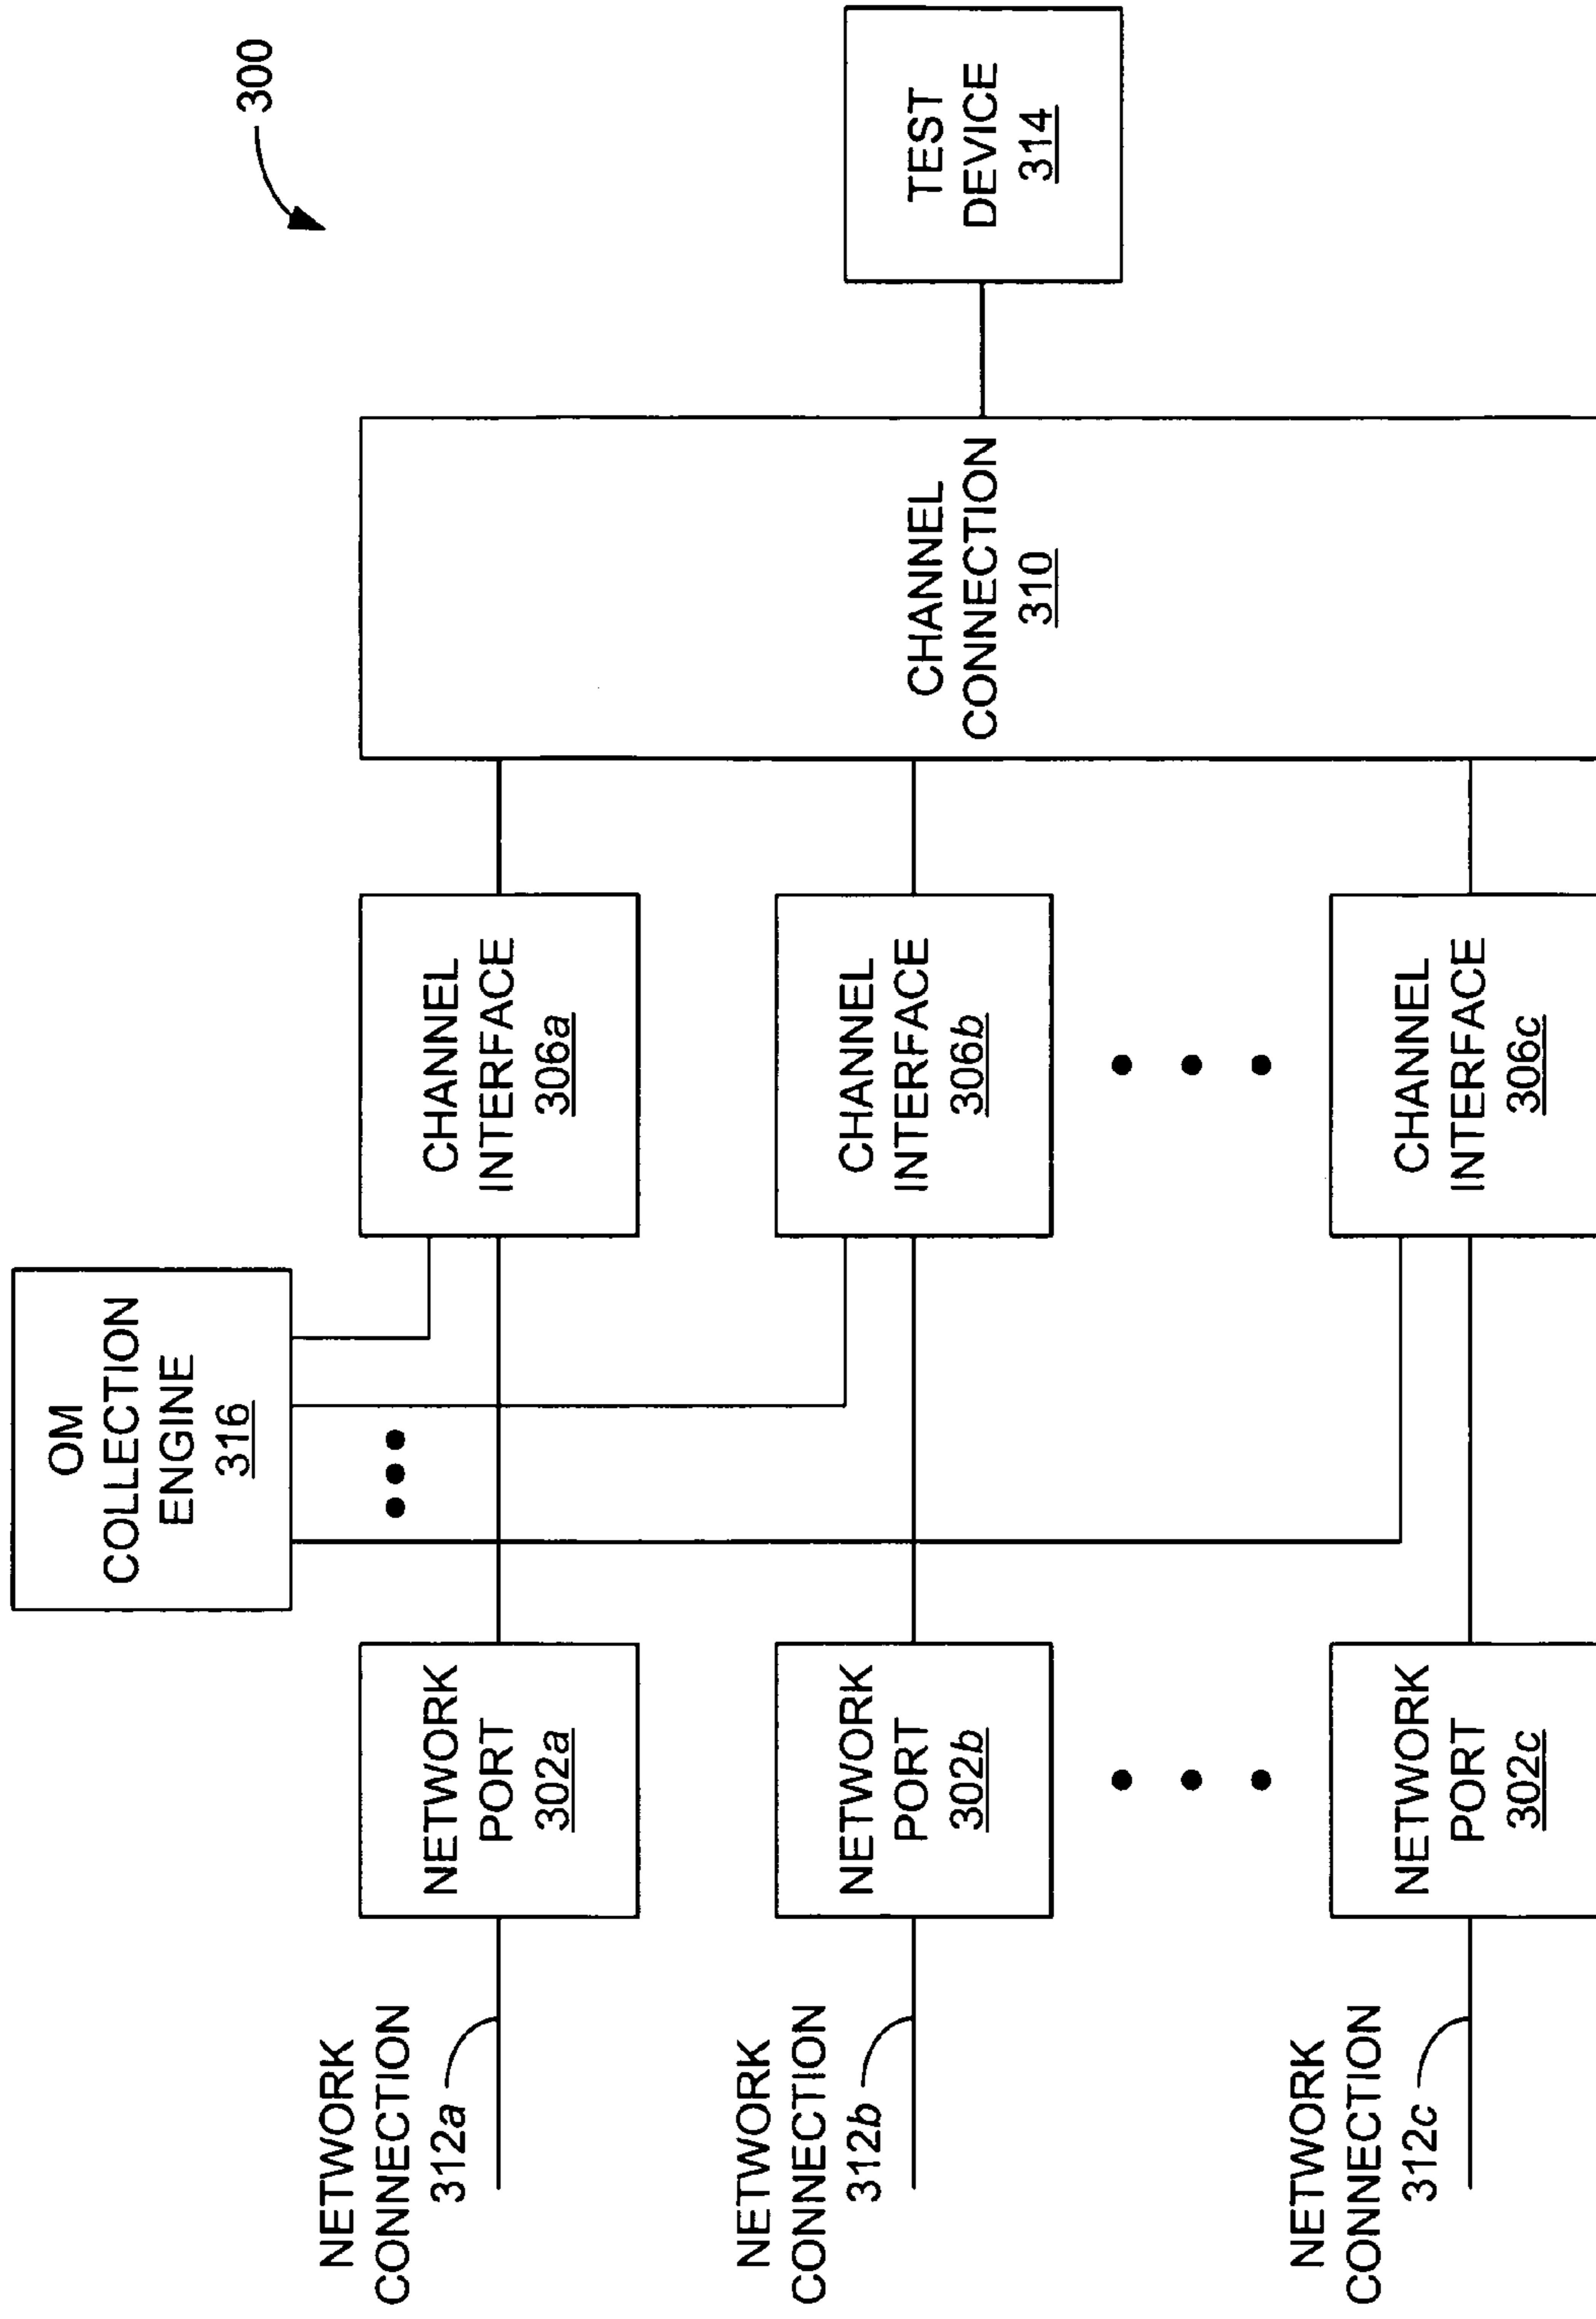 300
OM
COLLECTION
ENGINE
316
NETWORK
CONNECTION
312a
NETWORK
PORT
302a
CHANNEL
INTERFACE
306a
CHANNEL
CONNECTION
310
TEST
DEVICE
314
NETWORK
CONNECTION
312b
NETWORK
PORT
302b
CHANNEL
INTERFACE
306b
NETWORK
CONNECTION
312c
NETWORK
PORT
302c
CHANNEL
INTERFACE
306c